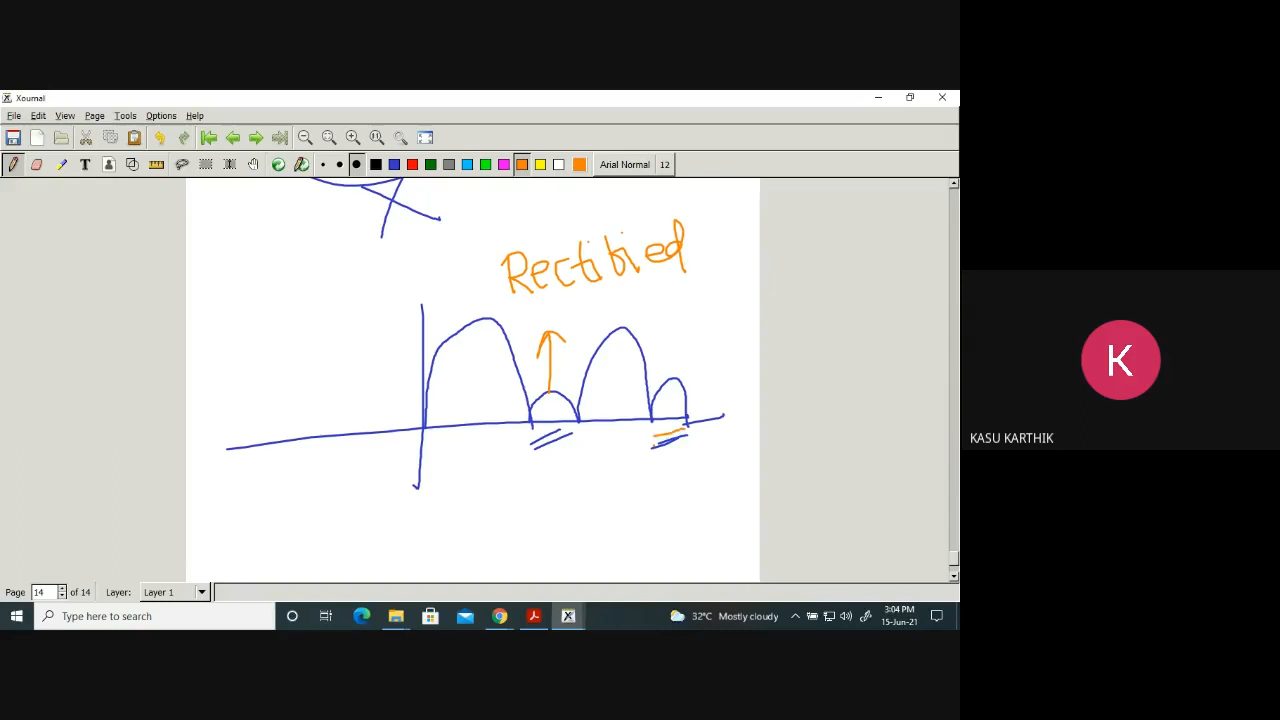 Xournal
File Edit View Page Tools Options Help
Arial Normal 12
Rectified
Page 14 of 14 Layer: Layer 1
Type here to search
32°C Mostly cloudy
3:04 PM
15-Jun-21
K
KASU KARTHIK